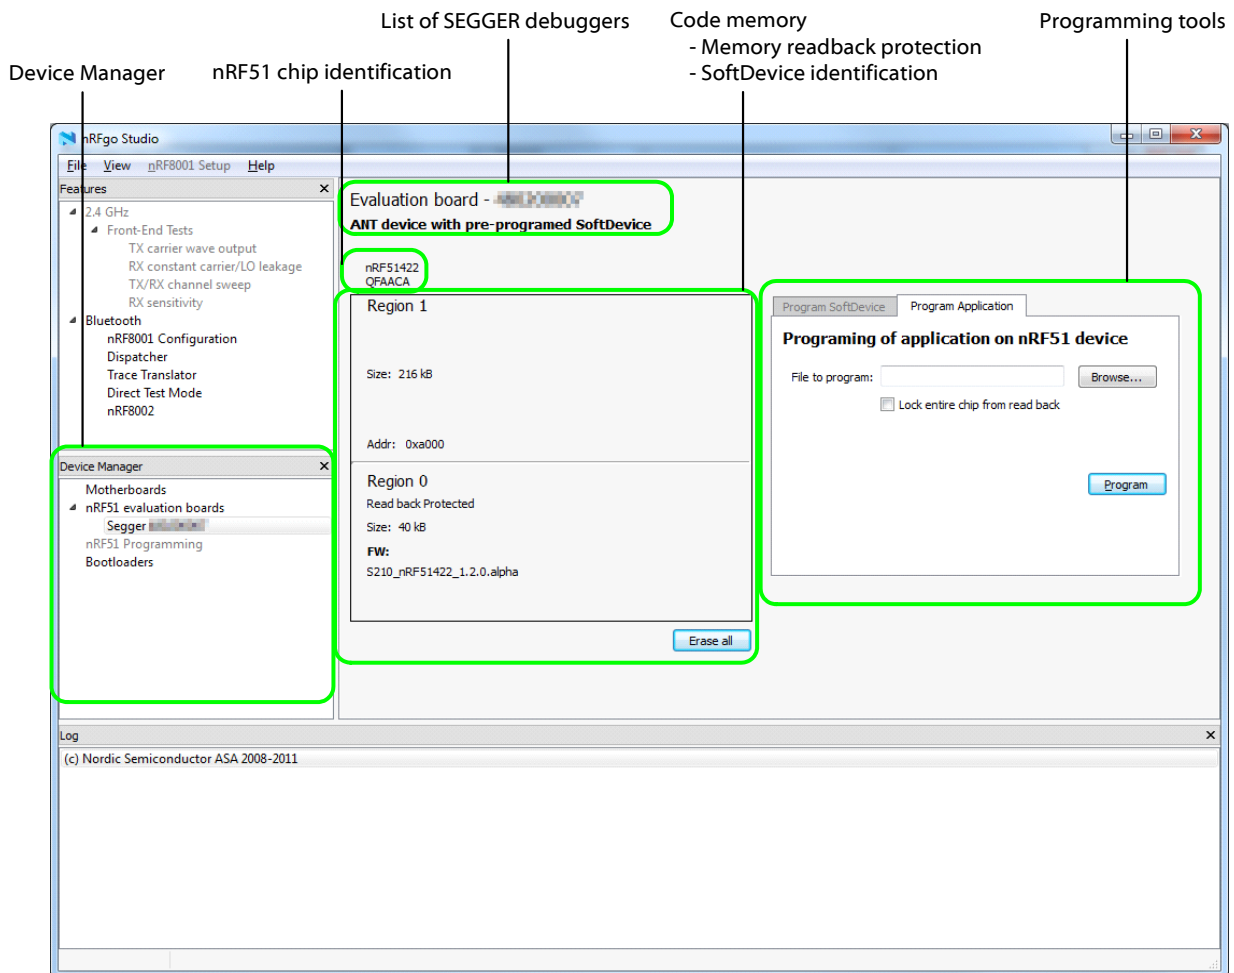 List of SEGGER debuggers
Code memory
- Memory readback protection
- SoftDevice identification
Programming tools
Device Manager
nRF51 chip identification
nRFgo Studio
File View nRF8001 Setup Help
Features
2.4 GHz
Front-End Tests
TX carrier wave output
RX constant carrier/LO leakage
TX/RX channel sweep
RX sensitivity
Bluetooth
nRF8001 Configuration
Dispatcher
Trace Translator
Direct Test Mode
nRF8002
Device Manager
Motherboards
nRF51 evaluation boards
Segger
nRF51 Programming
Bootloaders
Evaluation board -
ANT device with pre-programed SoftDevice
nRF51422
QFAACA
Region 1
Size: 216 kB
Addr: 0xa000
Region 0
Read back Protected
Size: 40 kB
FW:
S210_nRF51422_1.2.0.alpha
Erase all
Program SoftDevice
Program Application
Programing of application on nRF51 device
File to program:
Browse...
Lock entire chip from read back
Program
Log
(c) Nordic Semiconductor ASA 2008-2011